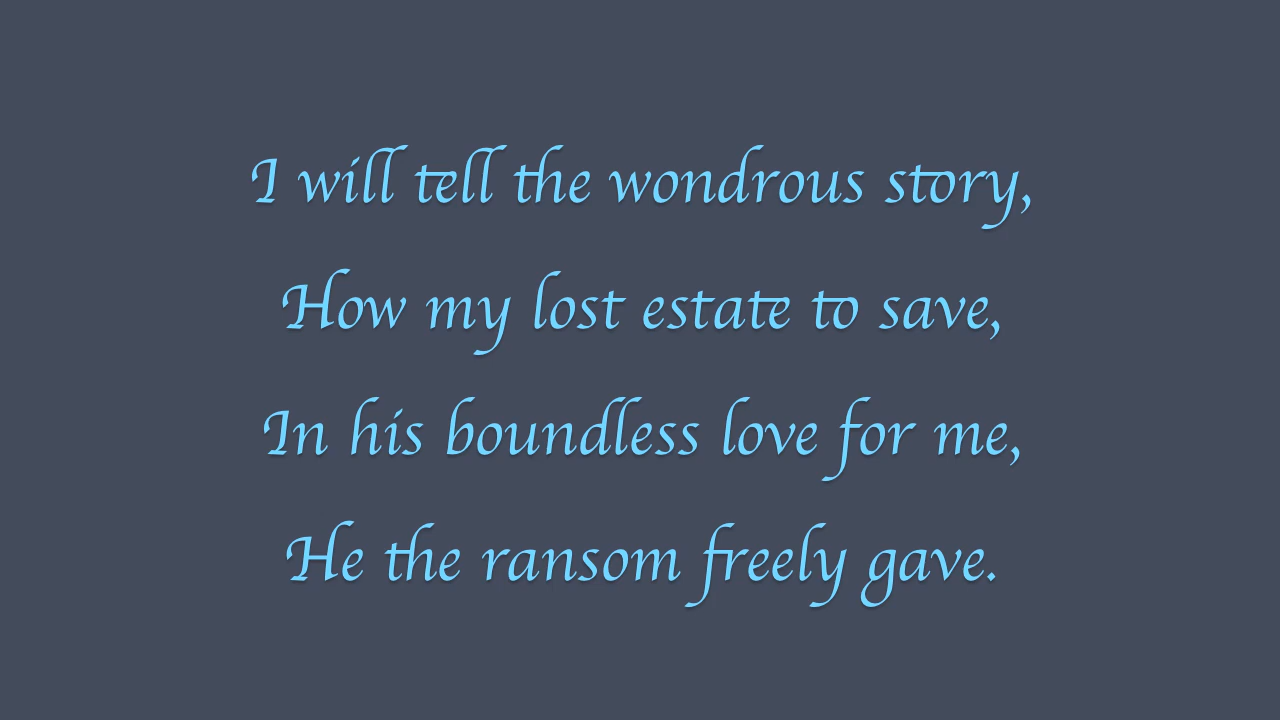 I will tell the wondrous story,
How my lost estate to save,
In his boundless love for me,
He the ransom freely gave.